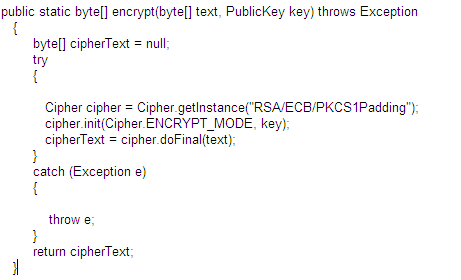 public static byte[] encrypt(byte[] text, PublicKey key) throws Exception
{
byte[] cipherText = null;
try
{
Cipher cipher = Cipher.getInstance("RSA/ECB/PKCS1Padding");
cipher.init(Cipher.ENCRYPT_MODE, key);
cipherText = cipher.doFinal(text);
}
catch (Exception e)
{
throw e;
}
return cipherText;
}